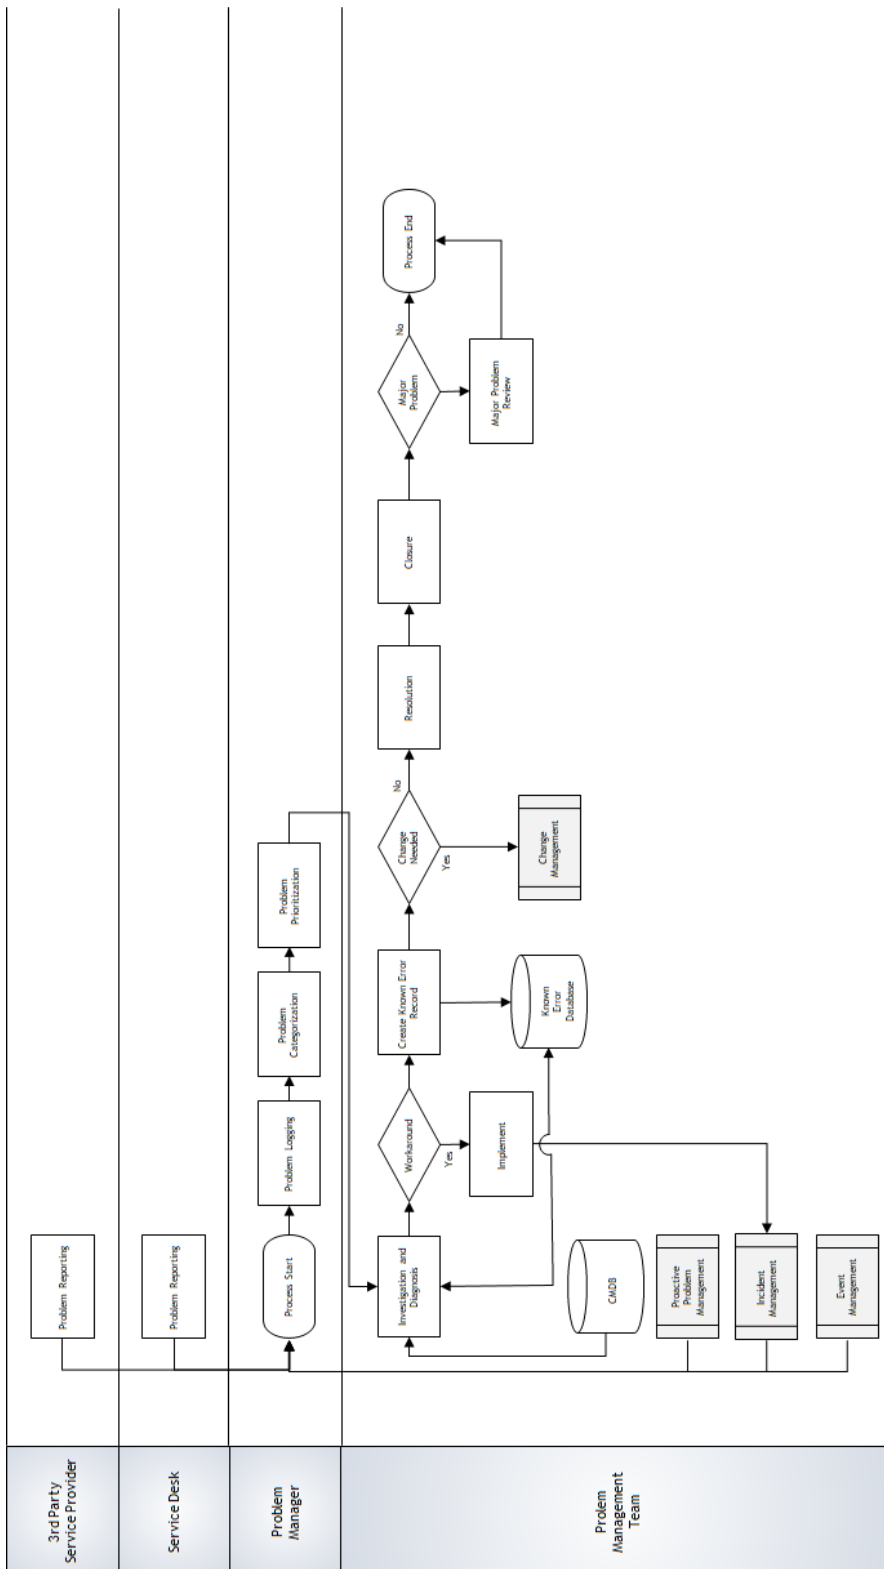 3rd Party
Service Provider
Problem Reporting
Service Desk
Problem Reporting
Problem
Manager
Process Start
Problem Logging
Problem
Categorization
Problem
Prioritization
Prolem
Management
Team
Investigation and
Diagnosis
Workaround
Yes
Implement
Create Known Error
Record
Known
Error
Database
Change
Needed
No
Yes
Change
Management
Resolution
Closure
Major
Problem
No
Major Problem
Review
Process End
CMDB
Proactive
Problem
Management
Incident
Management
Event
Management